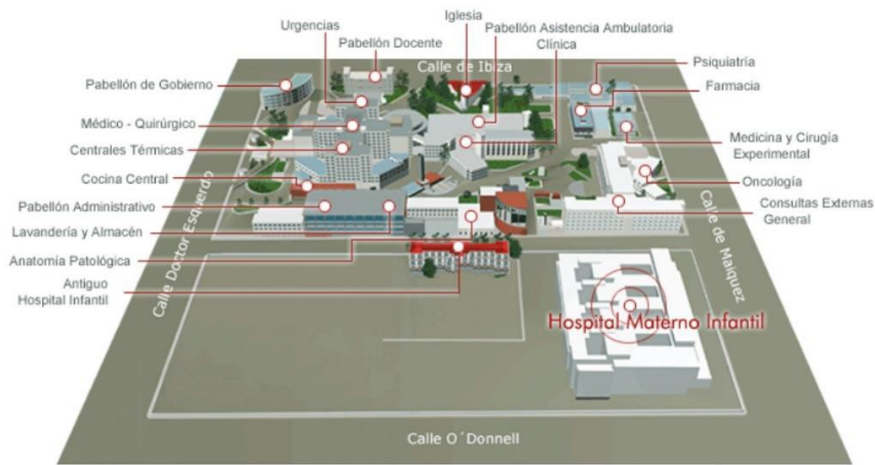 Iglesia
Urgencias
Pabellón Asistencia Ambulatoria
Pabellón Docente
Clínica
Calle de Ibiza
Psiquiatría
Pabellón de Gobierno
Farmacia
Médico - Quirúrgico
Medicina y Cirugía
Experimental
Centrales Térmicas
Cocina Central
Oncología
Pabellón Administrativo
Consultas Externas
General
Lavandería y Almacén
Calle Doctor Esquerdo
Calle de Maiquez
Anatomía Patológica
Antiguo
Hospital Infantil
Hospital Materno Infantil
Calle O´Donnell